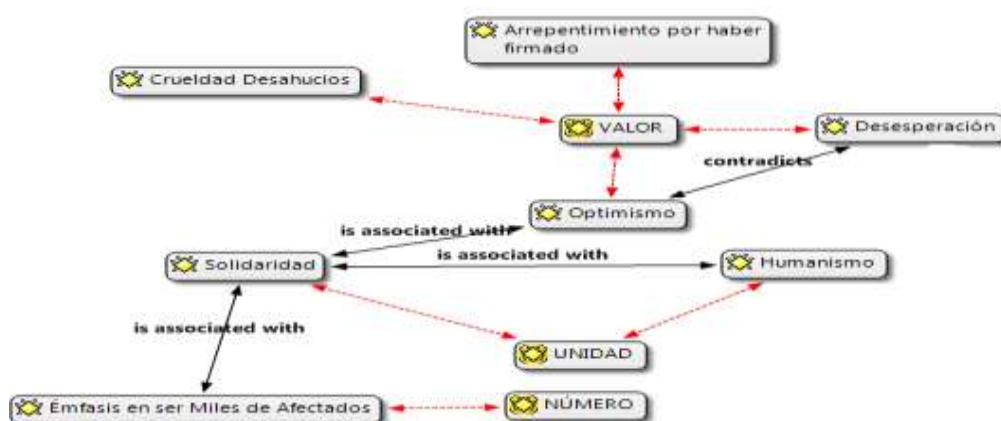 Arrepentimiento por haber
firmado
Crueldad Desahucios
VALOR
Desesperación
contradicts
Optimismo
is associated with
is associated with
Solidaridad
Humanismo
is associated with
UNIDAD
Émfasis en ser Miles de Afectados
NÚMERO